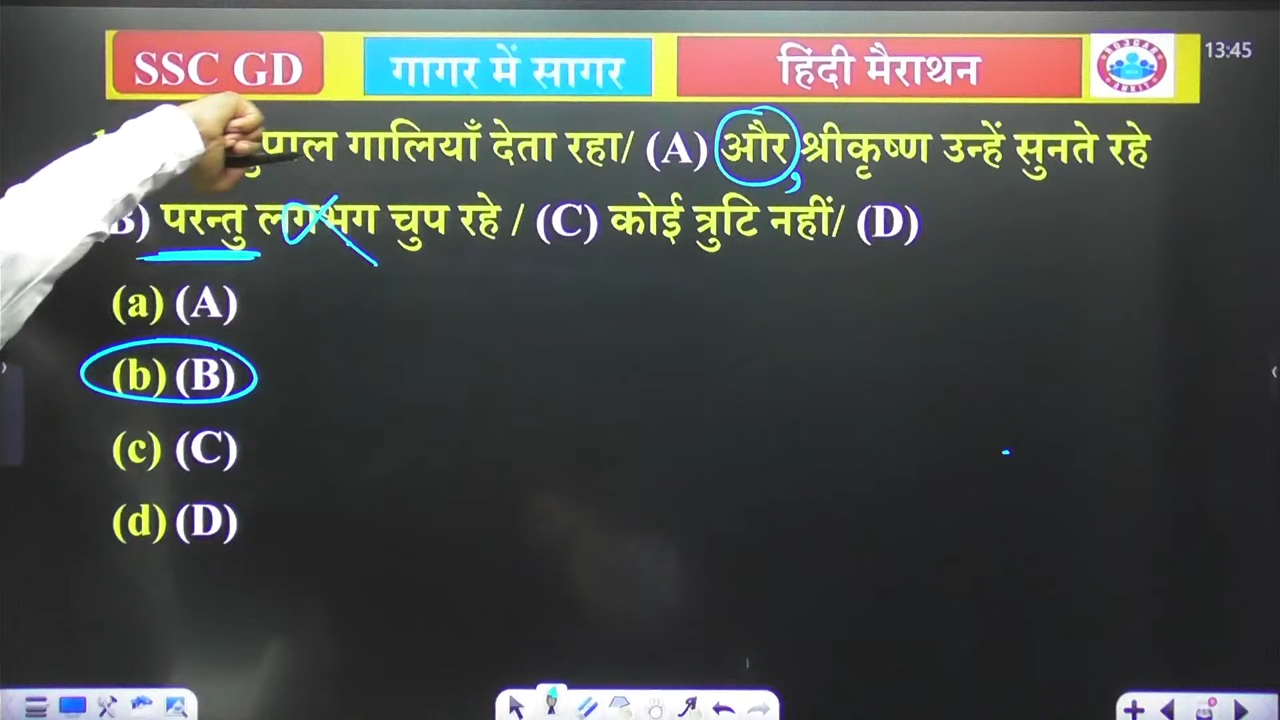 SSC GD गागर में सागर हिंदी मैराथन 13:45
गालियाँ देता रहा/ (A) और श्रीकृष्ण उन्हें सुनते रहे
B) परन्तु लगभग चुप रहे / (C) कोई त्रुटि नहीं/ (D)
(a) (A)
(b) (B)
(c) (C)
(d) (D)